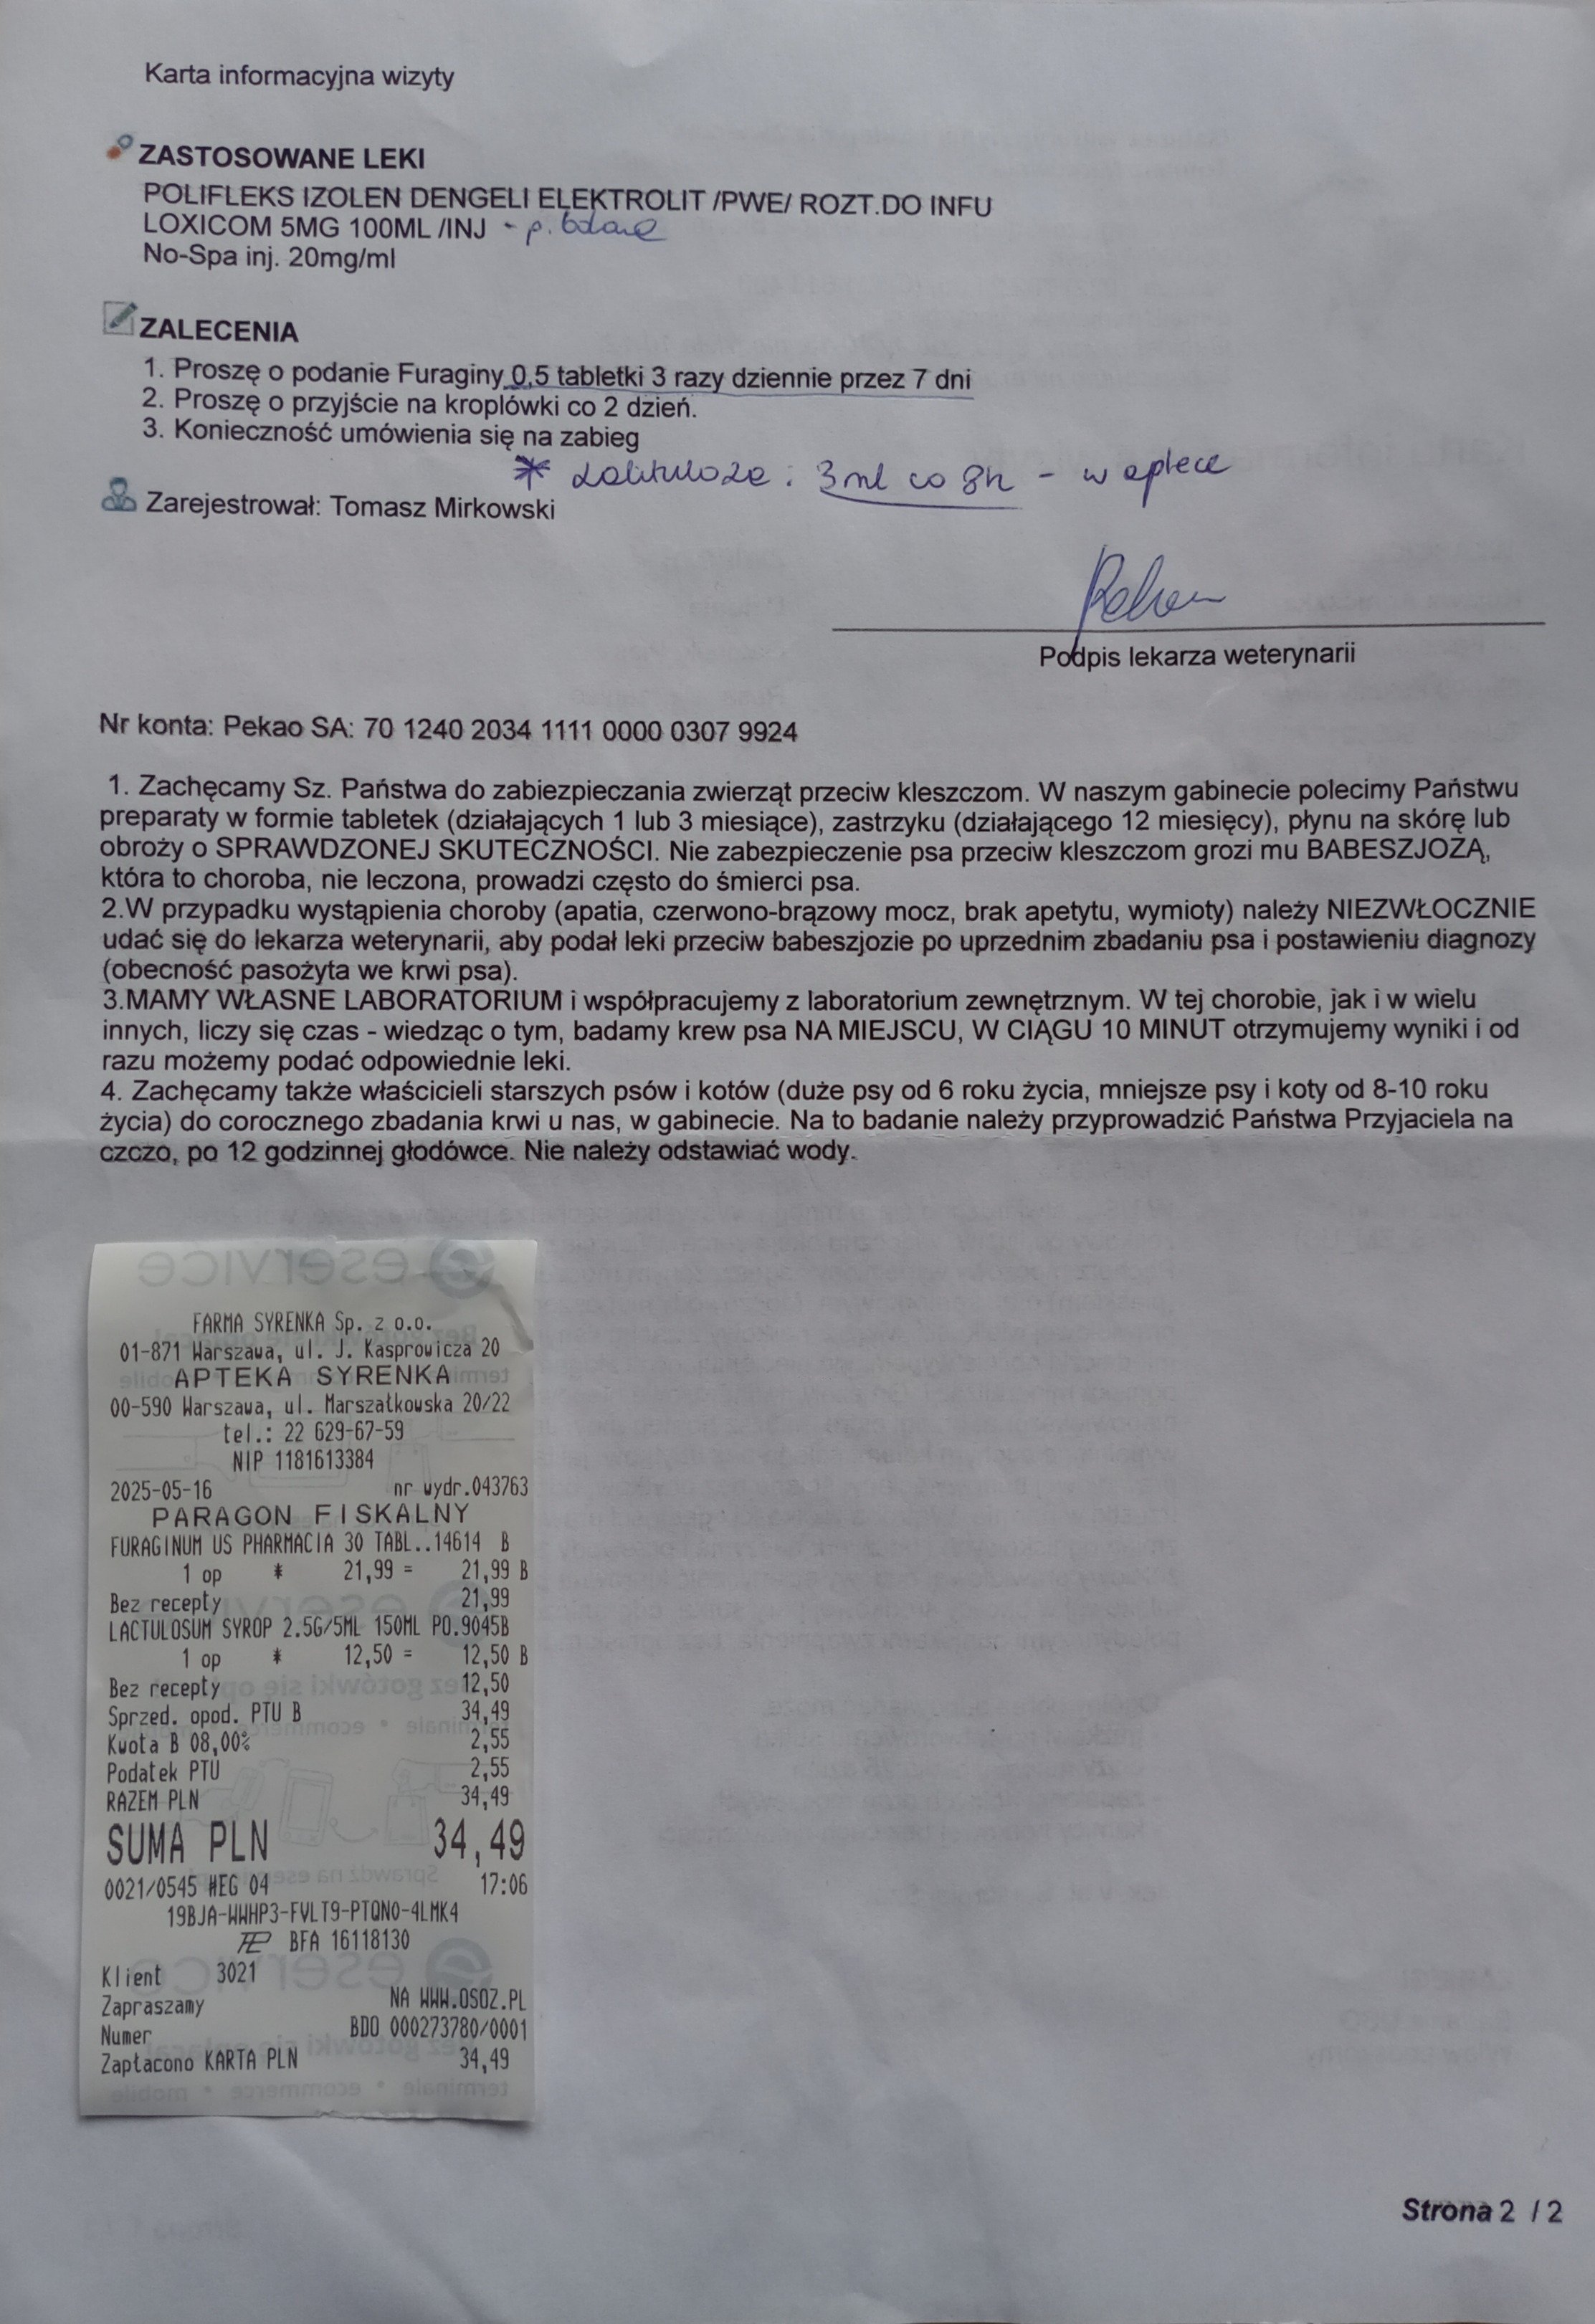 Karta informacyjna wizyty
ZASTOSOWANE LEKI
POLIFLEKS IZOLEN DENGELI ELEKTROLIT /PWE/ ROZT.DO INFU
LOXICOM 5MG 100ML /INJ - p. bólowe
No-Spa inj. 20mg/ml
ZALECENIA
1. Proszę o podanie Furaginy 0,5 tabletki 3 razy dziennie przez 7 dni
2. Proszę o przyjście na kroplówki co 2 dzień.
3. Konieczność umówienia się na zabieg
* Laktuloza : 3ml co 8h - w aptece
Zarejestrował: Tomasz Mirkowski
Podpis lekarza weterynarii
Nr konta: Pekao SA: 70 1240 2034 1111 0000 0307 9924
1. Zachęcamy Sz. Państwa do zabiezpieczania zwierząt przeciw kleszczom. W naszym gabinecie polecimy Państwu
preparaty w formie tabletek (działających 1 lub 3 miesiące), zastrzyku (działającego 12 miesięcy), płynu na skórę lub
obroży o SPRAWDZONEJ SKUTECZNOŚCI. Nie zabezpieczenie psa przeciw kleszczom grozi mu BABESZJOZĄ,
która to choroba, nie leczona, prowadzi często do śmierci psa.
2.W przypadku wystąpienia choroby (apatia, czerwono-brązowy mocz, brak apetytu, wymioty) należy NIEZWŁOCZNIE
udać się do lekarza weterynarii, aby podał leki przeciw babeszjozie po uprzednim zbadaniu psa i postawieniu diagnozy
(obecność pasożyta we krwi psa).
3.MAMY WŁASNE LABORATORIUM i współpracujemy z laboratorium zewnętrznym. W tej chorobie, jak i w wielu
innych, liczy się czas - wiedząc o tym, badamy krew psa NA MIEJSCU, W CIĄGU 10 MINUT otrzymujemy wyniki i od
razu możemy podać odpowiednie leki.
4. Zachęcamy także właścicieli starszych psów i kotów (duże psy od 6 roku życia, mniejsze psy i koty od 8-10 roku
życia) do corocznego zbadania krwi u nas, w gabinecie. Na to badanie należy przyprowadzić Państwa Przyjaciela na
czczo, po 12 godzinnej głodówce. Nie należy odstawiać wody.
FARMA SYRENKA Sp. z o.o.
01-871 Warszawa, ul. J. Kasprowicza 20
APTEKA SYRENKA
00-590 Warszawa, ul. Marszałkowska 20/22
tel.: 22 629-67-59
NIP 1181613384
2025-05-16 nr wydr.043763
PARAGON FISKALNY
FURAGINUM US PHARMACIA 30 TABL..14614 B
1 op * 21,99 = 21,99 B
Bez recepty 21,99
LACTULOSUM SYROP 2.5G/5ML 150ML PO.9045B
1 op * 12,50 = 12,50 B
Bez recepty 12,50
Sprzed. opod. PTU B 34,49
Kwota B 08,00% 2,55
Podatek PTU 2,55
RAZEM PLN 34,49
SUMA PLN 34,49
0021/0545 #EG 04 17:06
19BJA-WWHP3-FVLT9-PTQNO-4LMK4
BFA 16118130
Klient 3021
Zapraszamy NA WWW.OSOZ.PL
Numer BDO 000273780/0001
Zapłacono KARTA PLN 34,49
Strona 2 / 2